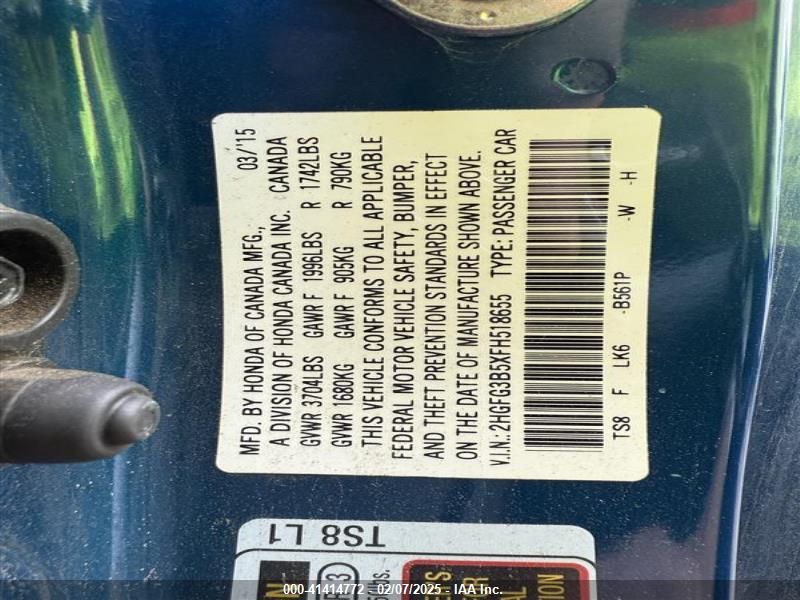 MFD. BY HONDA OF CANADA MFG., 03/'15
A DIVISION OF HONDA CANADA INC. CANADA
GVWR 3704LBS GAWR F 1996LBS R 1742LBS
GVWR 1680KG GAWR F 905KG R 790KG
THIS VEHICLE CONFORMS TO ALL APPLICABLE
FEDERAL MOTOR VEHICLE SAFETY, BUMPER,
AND THEFT PREVENTION STANDARDS IN EFFECT
ON THE DATE OF MANUFACTURE SHOWN ABOVE.
V.I.N.: 2HGFG3B5XFH518655 TYPE: PASSENGER CAR
TS8 F LK6 -B561P -W -H
TS8 L1
000-41414772 - 02/07/2025 - IAA Inc.